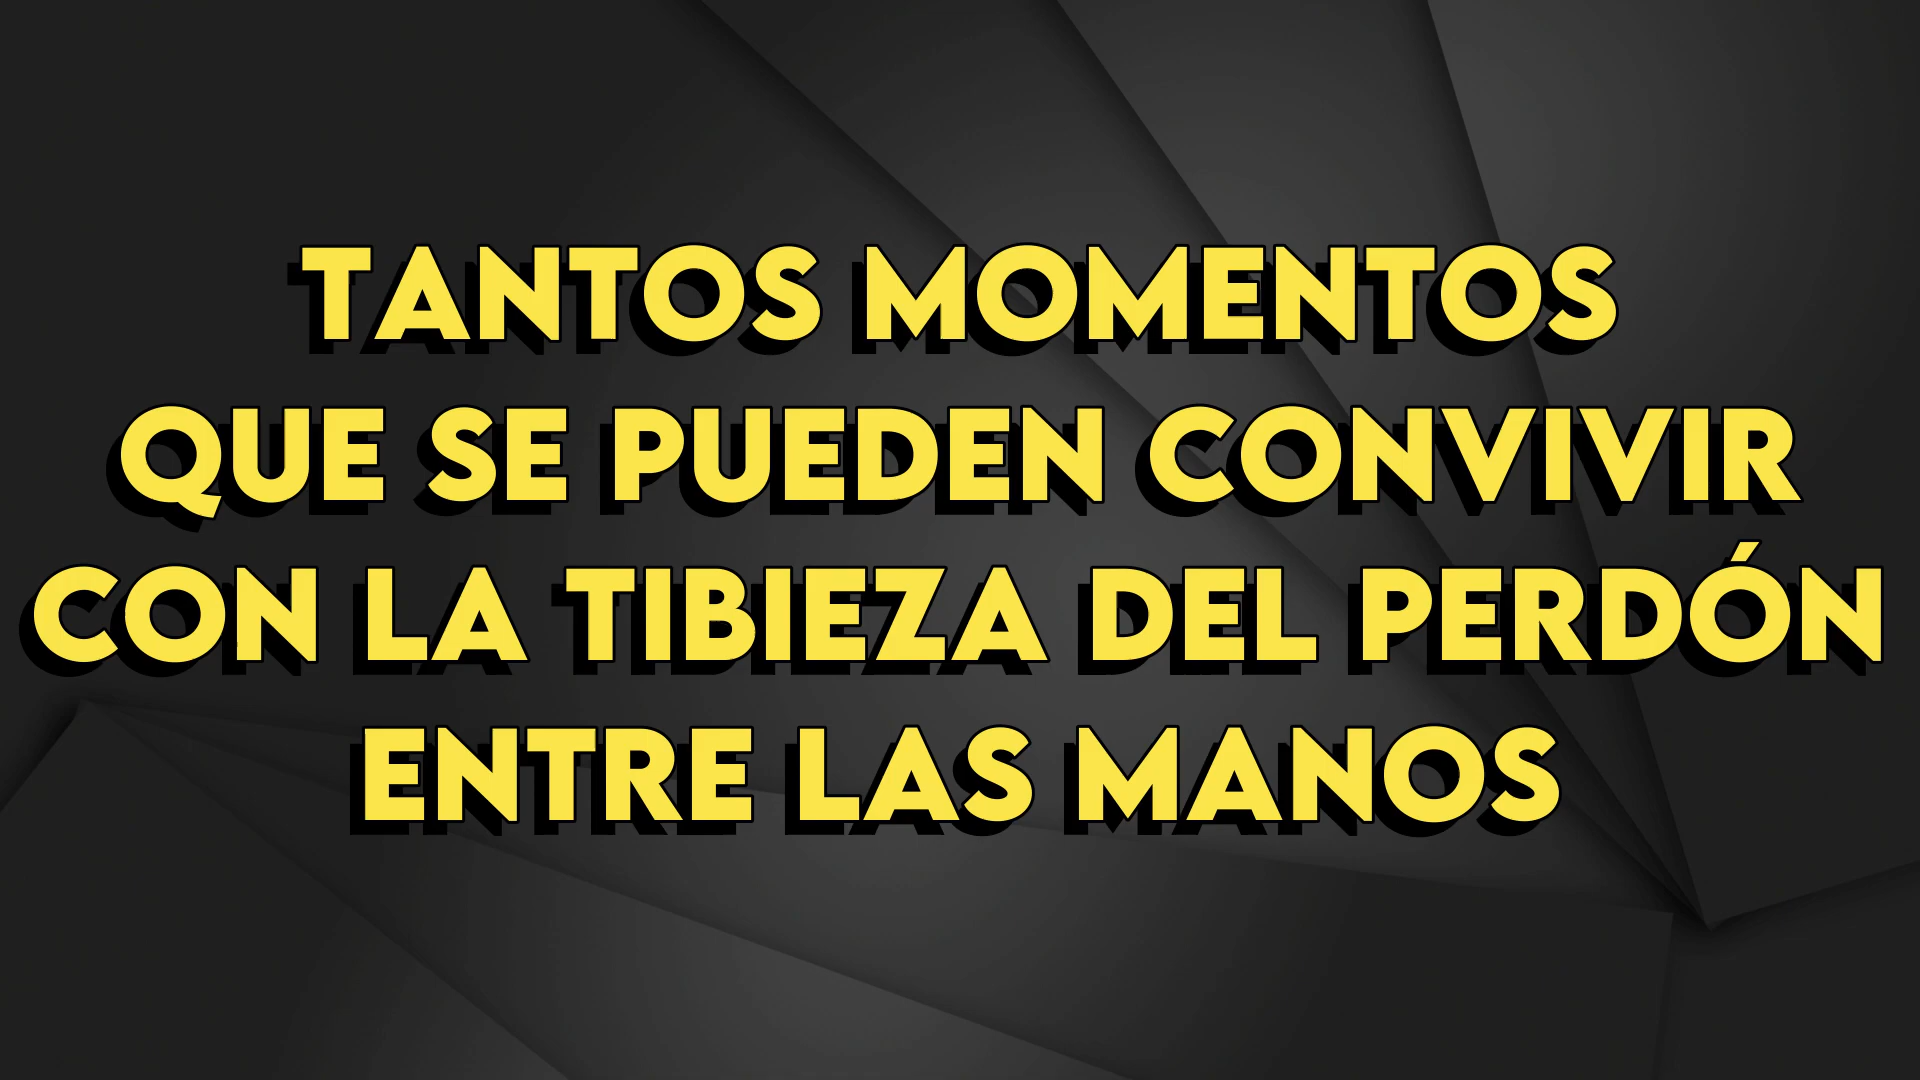 TANTOS MOMENTOS
QUE SE PUEDEN CONVIVIR
CON LA TIBIEZA DEL PERDÓN
ENTRE LAS MANOS